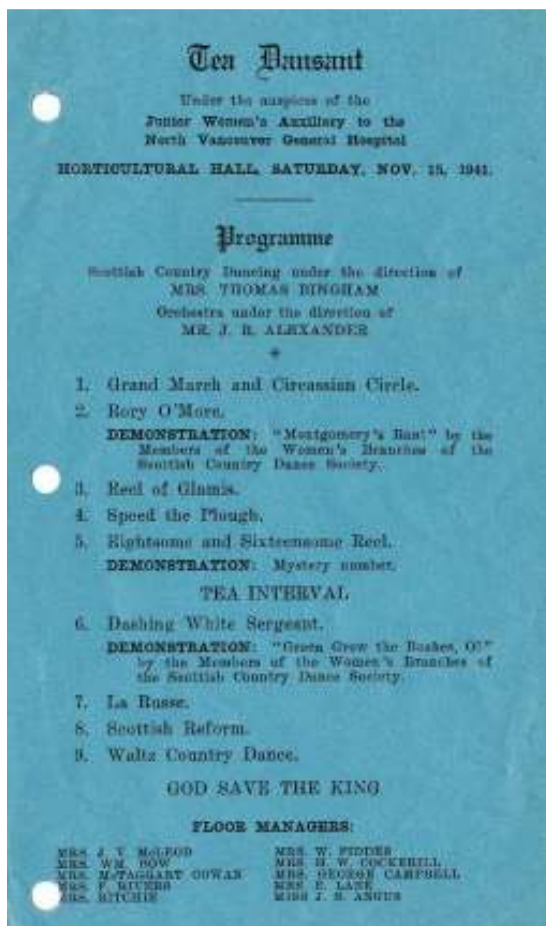 Tea Dansant
Under the auspices of the
Junior Women's Auxiliary to the
North Vancouver General Hospital
HORTICULTURAL HALL, SATURDAY, NOV. 15, 1941.
Programme
Scottish Country Dancing under the direction of
MRS. THOMAS BINGHAM
Orchestra under the direction of
MR. J. R. ALEXANDER
1. Grand March and Circassian Circle.
2. Rory O'More.
DEMONSTRATION: "Montgomery's Rant" by the
Members of the Women's Branches of the
Scottish Country Dance Society.
3. Reel of Glamis.
4. Speed the Plough.
5. Eightsome and Sixteensome Reel.
DEMONSTRATION: Mystery number.
TEA INTERVAL
6. Dashing White Sergeant.
DEMONSTRATION: "Green Grow the Rashes, O!"
by the Members of the Women's Branches of
the Scottish Country Dance Society.
7. La Russe.
8. Scottish Reform.
9. Waltz Country Dance.
GOD SAVE THE KING
FLOOR MANAGERS:
MRS. J. V. McLEOD
MRS. WM. DOW
MRS. McTAGGART COWAN
MRS. F. RIVERS
MRS. RITCHIE
MRS. W.
MRS. H. W. COCKERILL
MRS. GEORGE CAMPBELL
MRS. E. LANE
MISS J. S. ANGUS